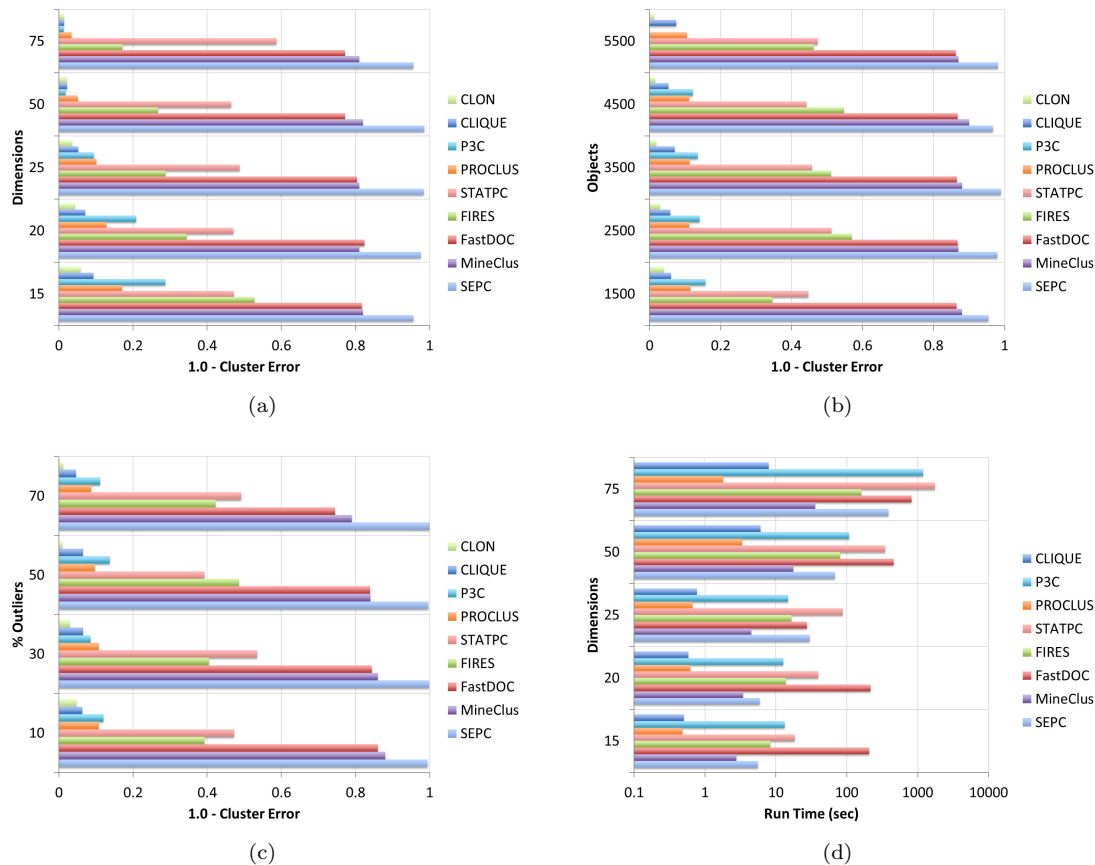 Dimensions
75
50
25
20
15
0
0.2
0.4
0.6
0.8
1
1.0 - Cluster Error
CLON
CLIQUE
P3C
PROCLUS
STATPC
FIRES
FastDOC
MineClus
SEPC
(a)
Objects
5500
4500
3500
2500
1500
0
0.2
0.4
0.6
0.8
1
1.0 - Cluster Error
CLON
CLIQUE
P3C
PROCLUS
STATPC
FIRES
FastDOC
MineClus
SEPC
(b)
% Outliers
70
50
30
10
0
0.2
0.4
0.6
0.8
1
1.0 - Cluster Error
CLON
CLIQUE
P3C
PROCLUS
STATPC
FIRES
FastDOC
MineClus
SEPC
(c)
Dimensions
75
50
25
20
15
0.1
1
10
100
1000
10000
Run Time (sec)
CLIQUE
P3C
PROCLUS
STATPC
FIRES
FastDOC
MineClus
SEPC
(d)